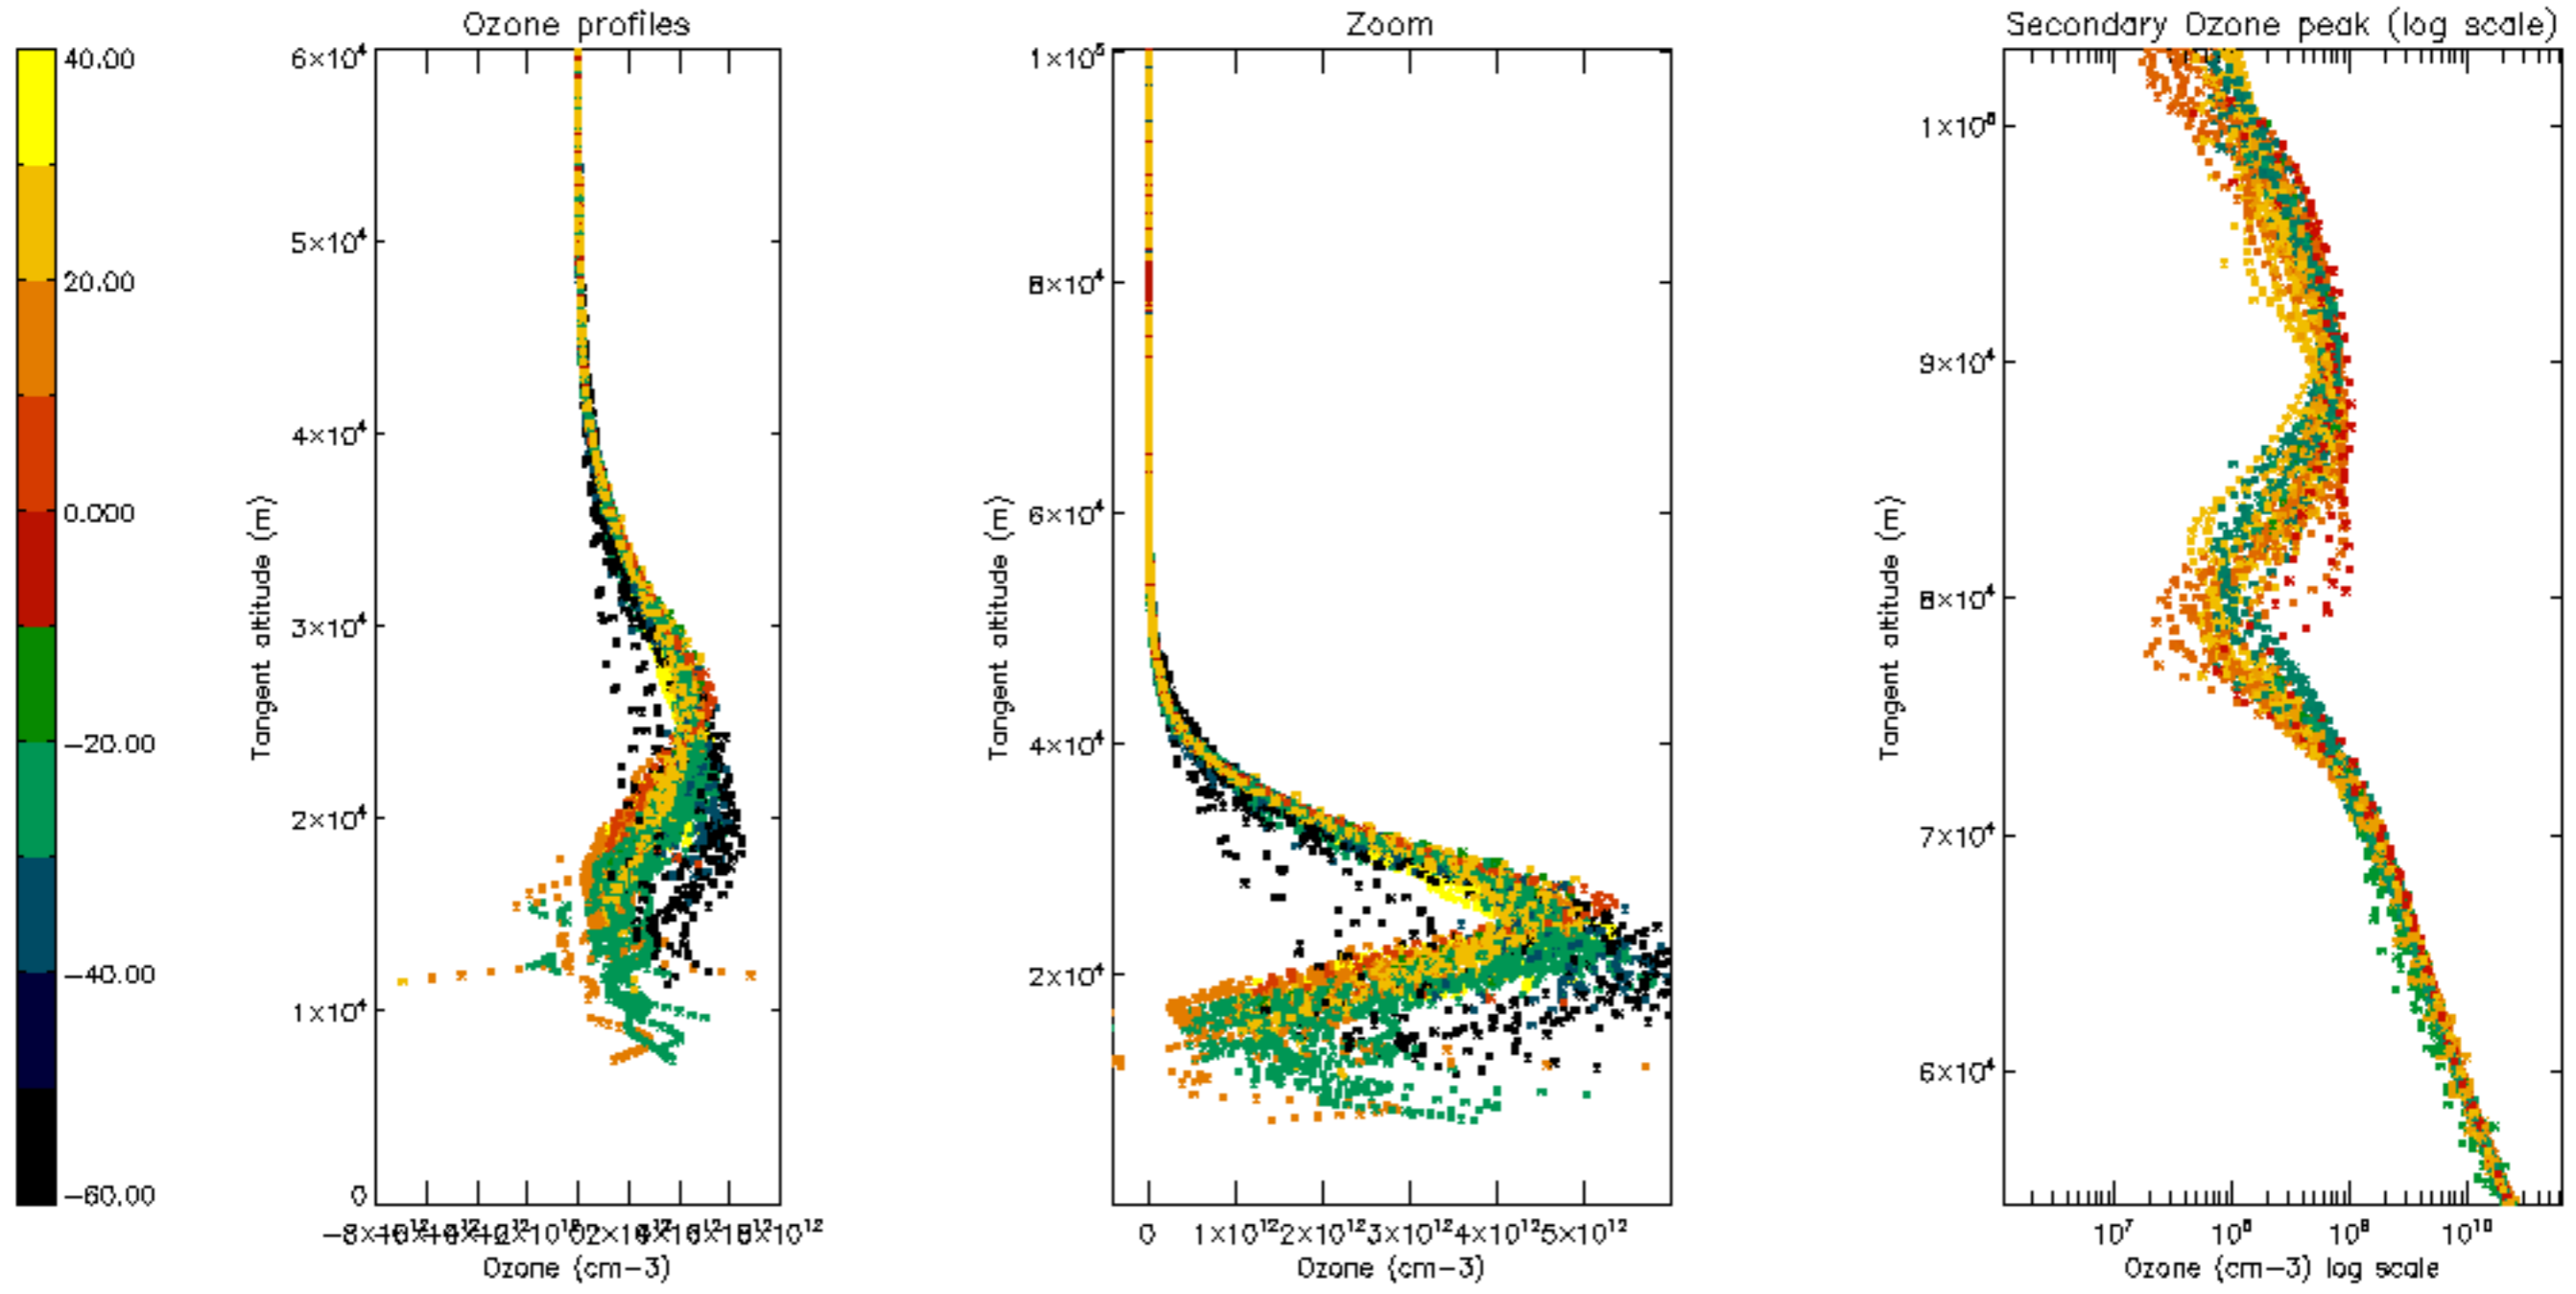 Ozone profiles
Zoom
Secondary Ozone peak (log scale)
40.00
20.00
0.000
−20.00
−40.00
−60.00
6×10⁴
5×10⁴
4×10⁴
3×10⁴
2×10⁴
1×10⁴
0
Tangent altitude (m)
Ozone (cm−3)
1×10⁵
8×10⁴
6×10⁴
4×10⁴
2×10⁴
Tangent altitude (m)
0 1×10¹² 2×10¹² 3×10¹² 4×10¹² 5×10¹²
Ozone (cm−3)
9×10⁴
8×10⁴
7×10⁴
6×10⁴
Tangent altitude (m)
10⁷ 10⁸ 10⁹ 10¹⁰
Ozone (cm−3) log scale